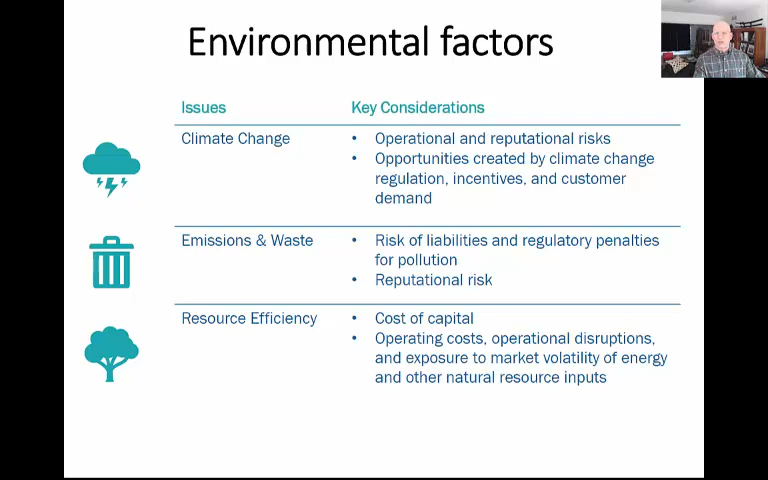 Environmental factors
Issues Key Considerations
Climate Change • Operational and reputational risks
• Opportunities created by climate change
regulation, incentives, and customer
demand
Emissions & Waste • Risk of liabilities and regulatory penalties
for pollution
• Reputational risk
Resource Efficiency • Cost of capital
• Operating costs, operational disruptions,
and exposure to market volatility of energy
and other natural resource inputs